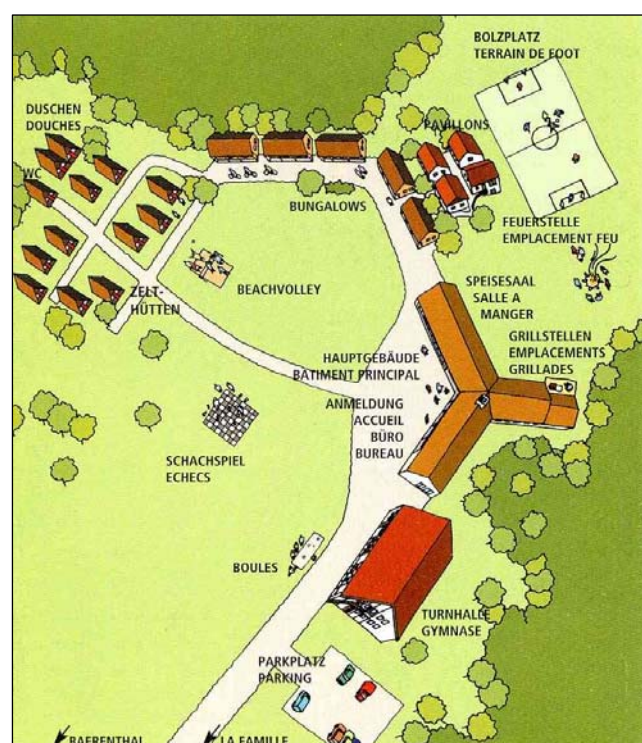 BOLZPLATZ
TERRAIN DE FOOT
DUSCHEN
DOUCHES
PAVILLONS
WC
BUNGALOWS
FEUERSTELLE
EMPLACEMENT FEU
BEACHVOLLEY
ZELT-
HÜTTEN
SPEISESAAL
SALLE A
MANGER
GRILLSTELLEN
EMPLACEMENTS
GRILLADES
HAUPTGEBÄUDE
BATIMENT PRINCIPAL
ANMELDUNG
ACCUEIL
BÜRO
BUREAU
SCHACHSPIEL
ECHECS
BOULES
TURNHALLE
GYMNASE
PARKPLATZ
PARKING
BAERENTHAL
LA FAMILLE